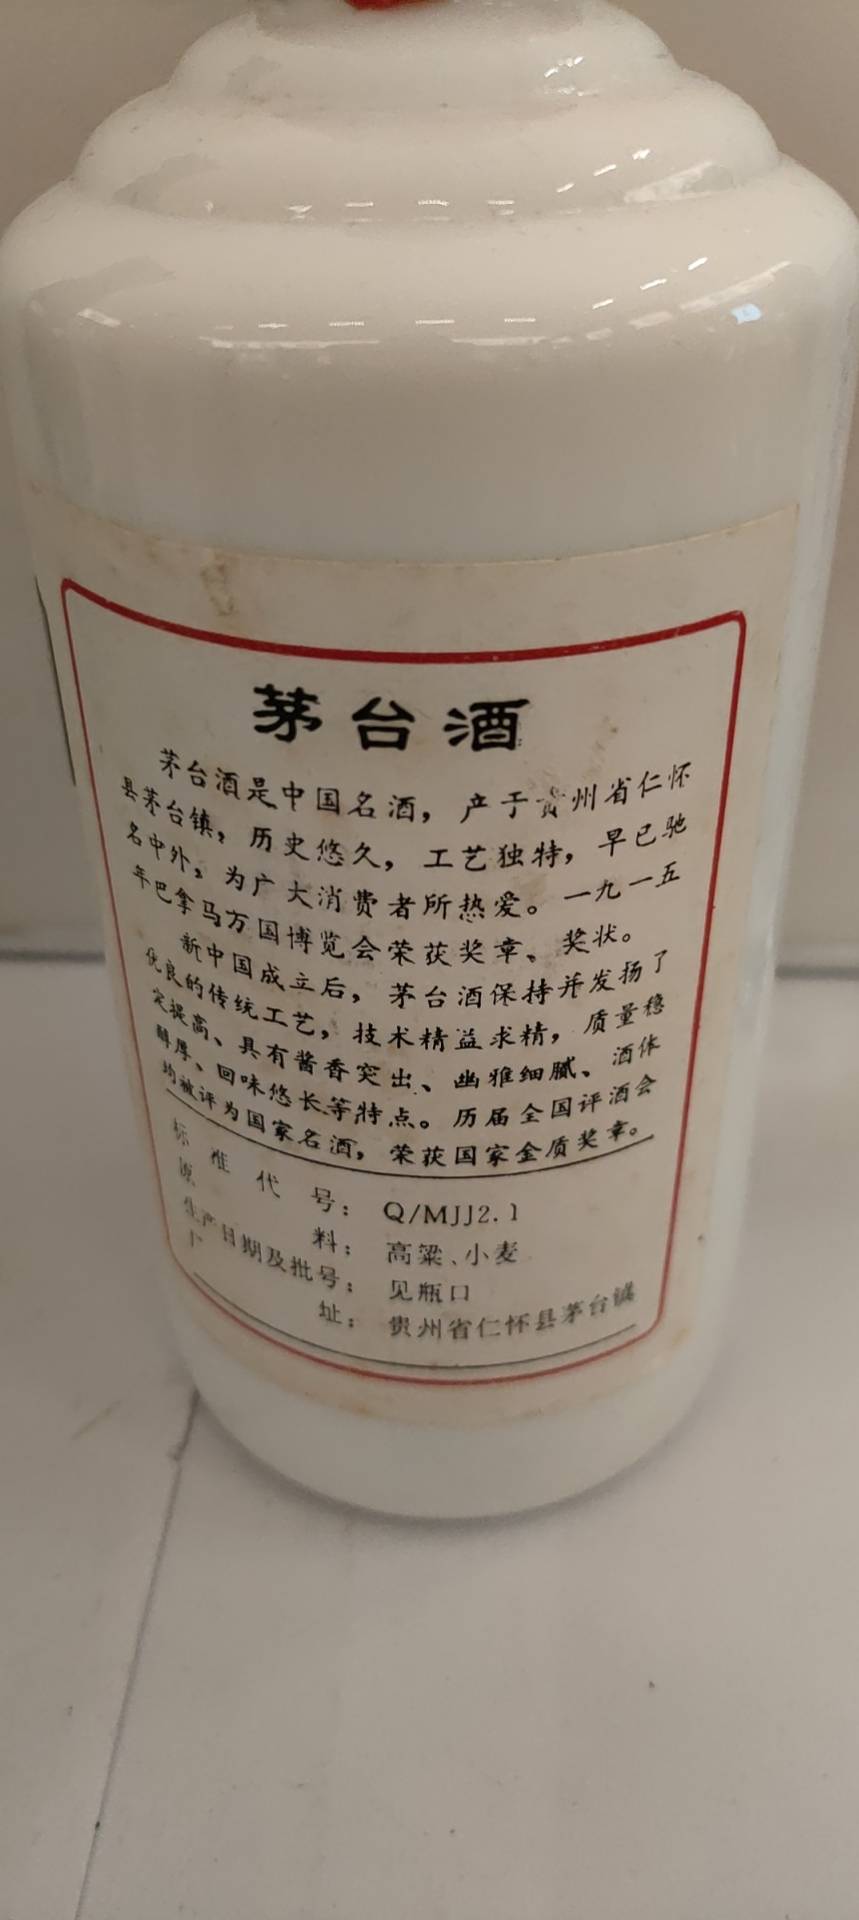 茅台酒
茅台酒是中国名酒，产于贵州省仁怀
县茅台镇，历史悠久，工艺独特，早已驰
名中外，为广大消费者所热爱。一九一五
年巴拿马万国博览会荣获奖章、奖状。
新中国成立后，茅台酒保持并发扬了
优良的传统工艺，技术精益求精，质量稳
定提高、具有酱香突出、幽雅细腻、酒体
醇厚、回味悠长等特点。历届全国评酒会
均被评为国家名酒，荣获国家金质奖章。
标准代号：Q/MJJ2.1
原料：高粱、小麦
生产日期及批号：见瓶口
厂址：贵州省仁怀县茅台镇